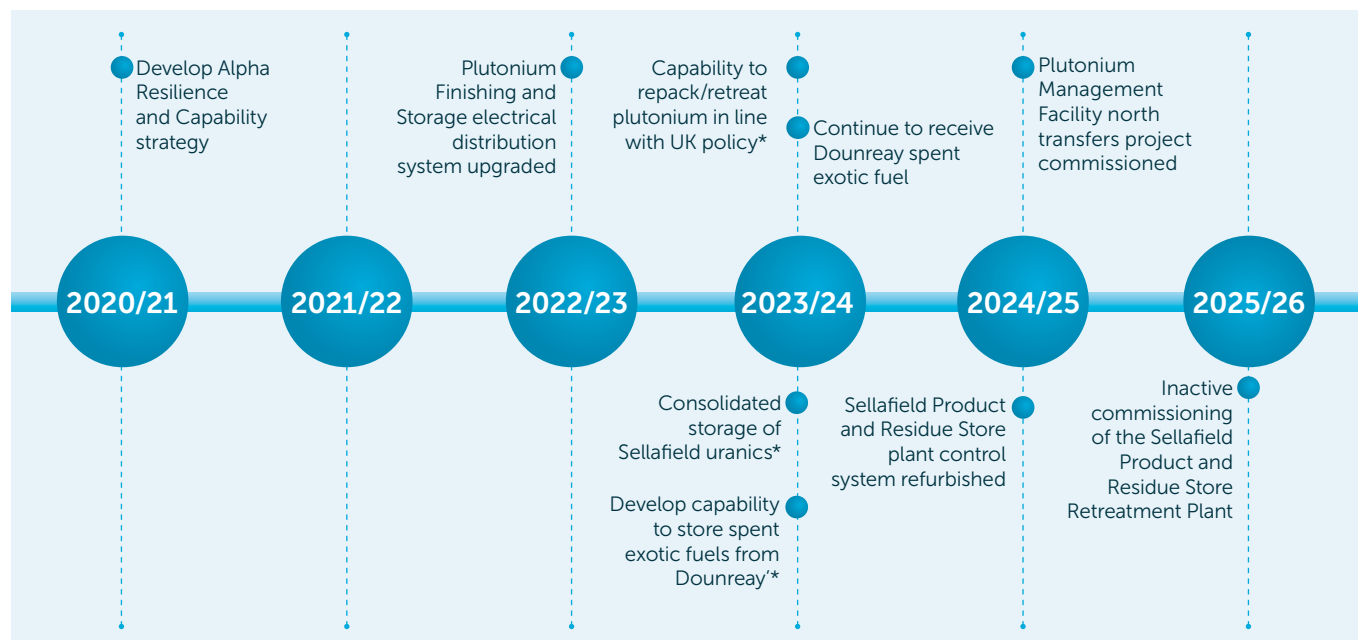 Develop Alpha
Resilience
and Capability
strategy
Plutonium
Finishing and
Storage electrical
distribution
system upgraded
Capability to
repack/retreat
plutonium in line
with UK policy*
Continue to receive
Dounreay spent
exotic fuel
Plutonium
Management
Facility north
transfers project
commissioned
2020/21
2021/22
2022/23
2023/24
2024/25
2025/26
Consolidated
storage of
Sellafield uranics*
Develop capability
to store spent
exotic fuels from
Dounreay'*
Sellafield Product
and Residue Store
plant control
system refurbished
Inactive
commissioning
of the Sellafield
Product and
Residue Store
Retreatment Plant